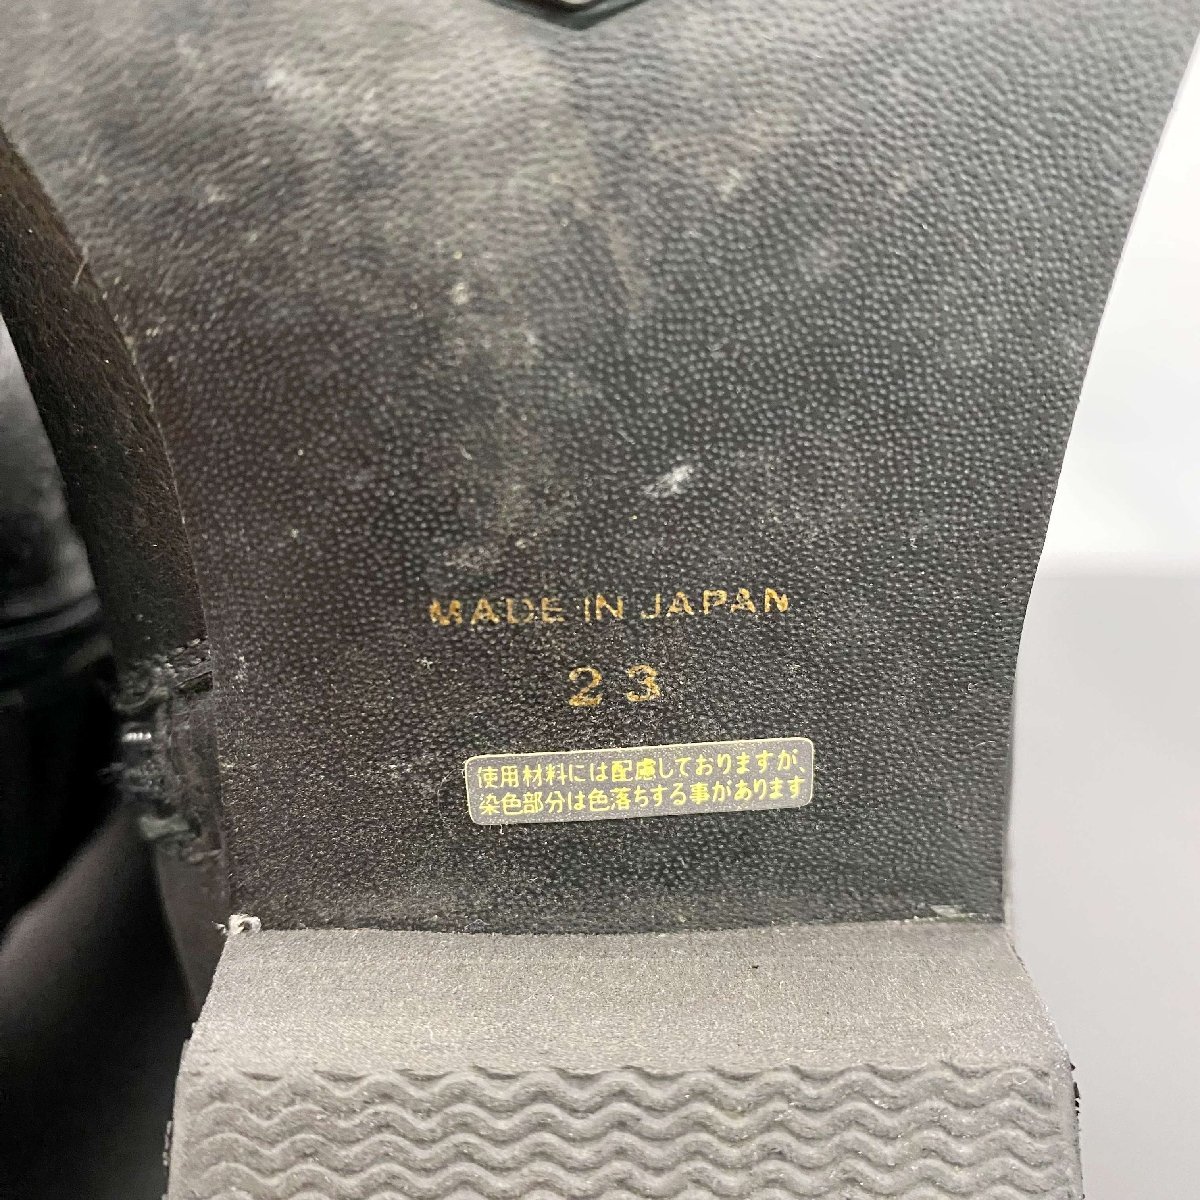 MADE IN JAPAN
23
使用材料には配慮しておりますが、
染色部分は色落ちする事があります